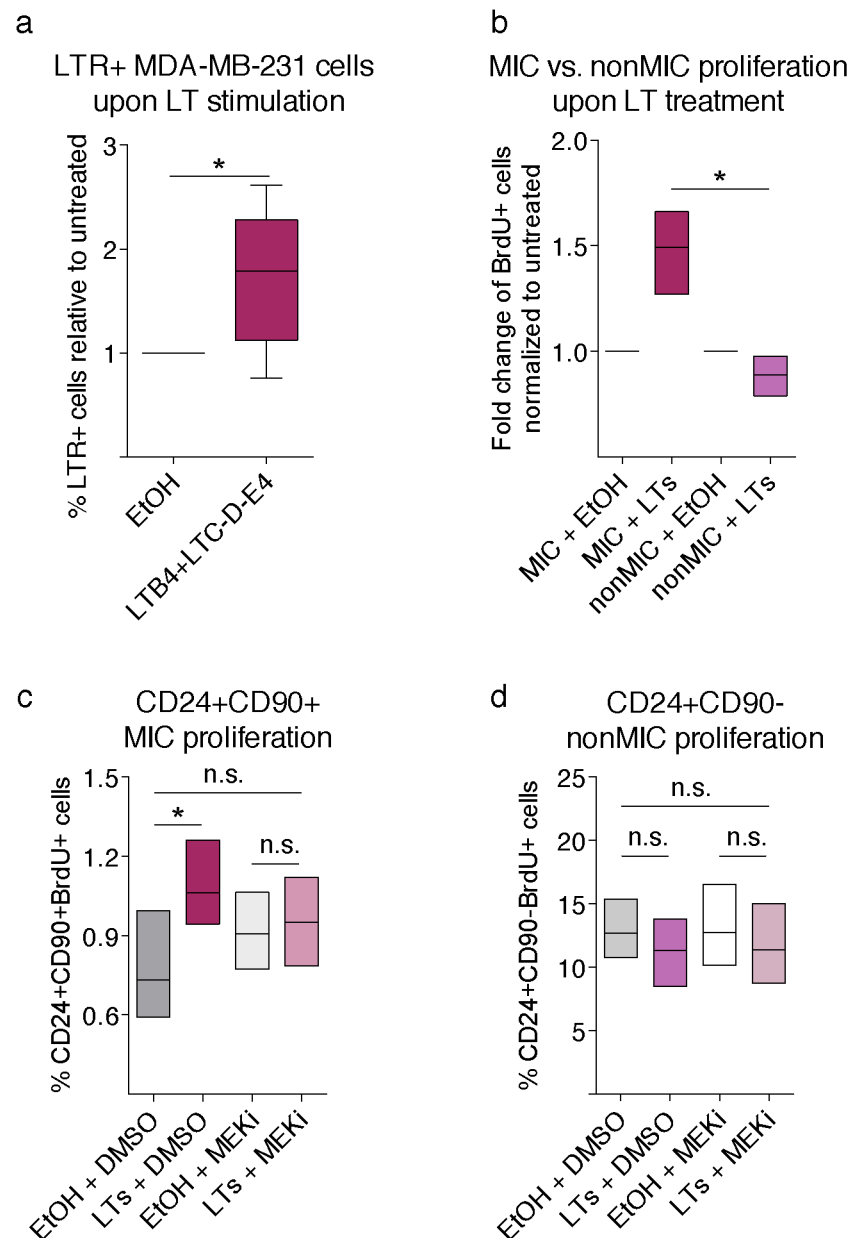 a
LTR+ MDA-MB-231 cells
upon LT stimulation
% LTR+ cells relative to untreated
3
2
1
*
EtOH
LTB4+LTC-D-E4
b
MIC vs. nonMIC proliferation
upon LT treatment
Fold change of BrdU+ cells
normalized to untreated
2.0
1.5
1.0
*
MIC + EtOH
MIC + LTs
nonMIC + EtOH
nonMIC + LTs
c
CD24+CD90+
MIC proliferation
% CD24+CD90+BrdU+ cells
1.5
1.2
0.9
0.6
n.s.
*
n.s.
EtOH + DMSO
LTs + DMSO
EtOH + MEKi
LTs + MEKi
d
CD24+CD90-
nonMIC proliferation
% CD24+CD90-BrdU+ cells
25
20
15
10
5
n.s.
n.s.
n.s.
EtOH + DMSO
LTs + DMSO
EtOH + MEKi
LTs + MEKi